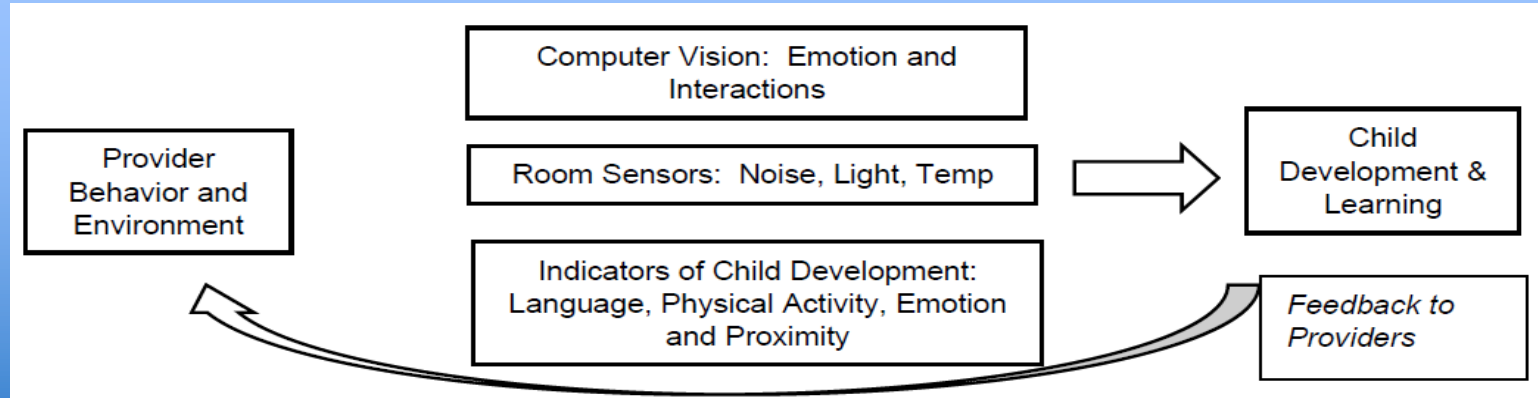 Computer Vision: Emotion and
Interactions
Provider
Behavior and
Environment
Room Sensors: Noise, Light, Temp
Child
Development &
Learning
Indicators of Child Development:
Language, Physical Activity, Emotion
and Proximity
Feedback to
Providers